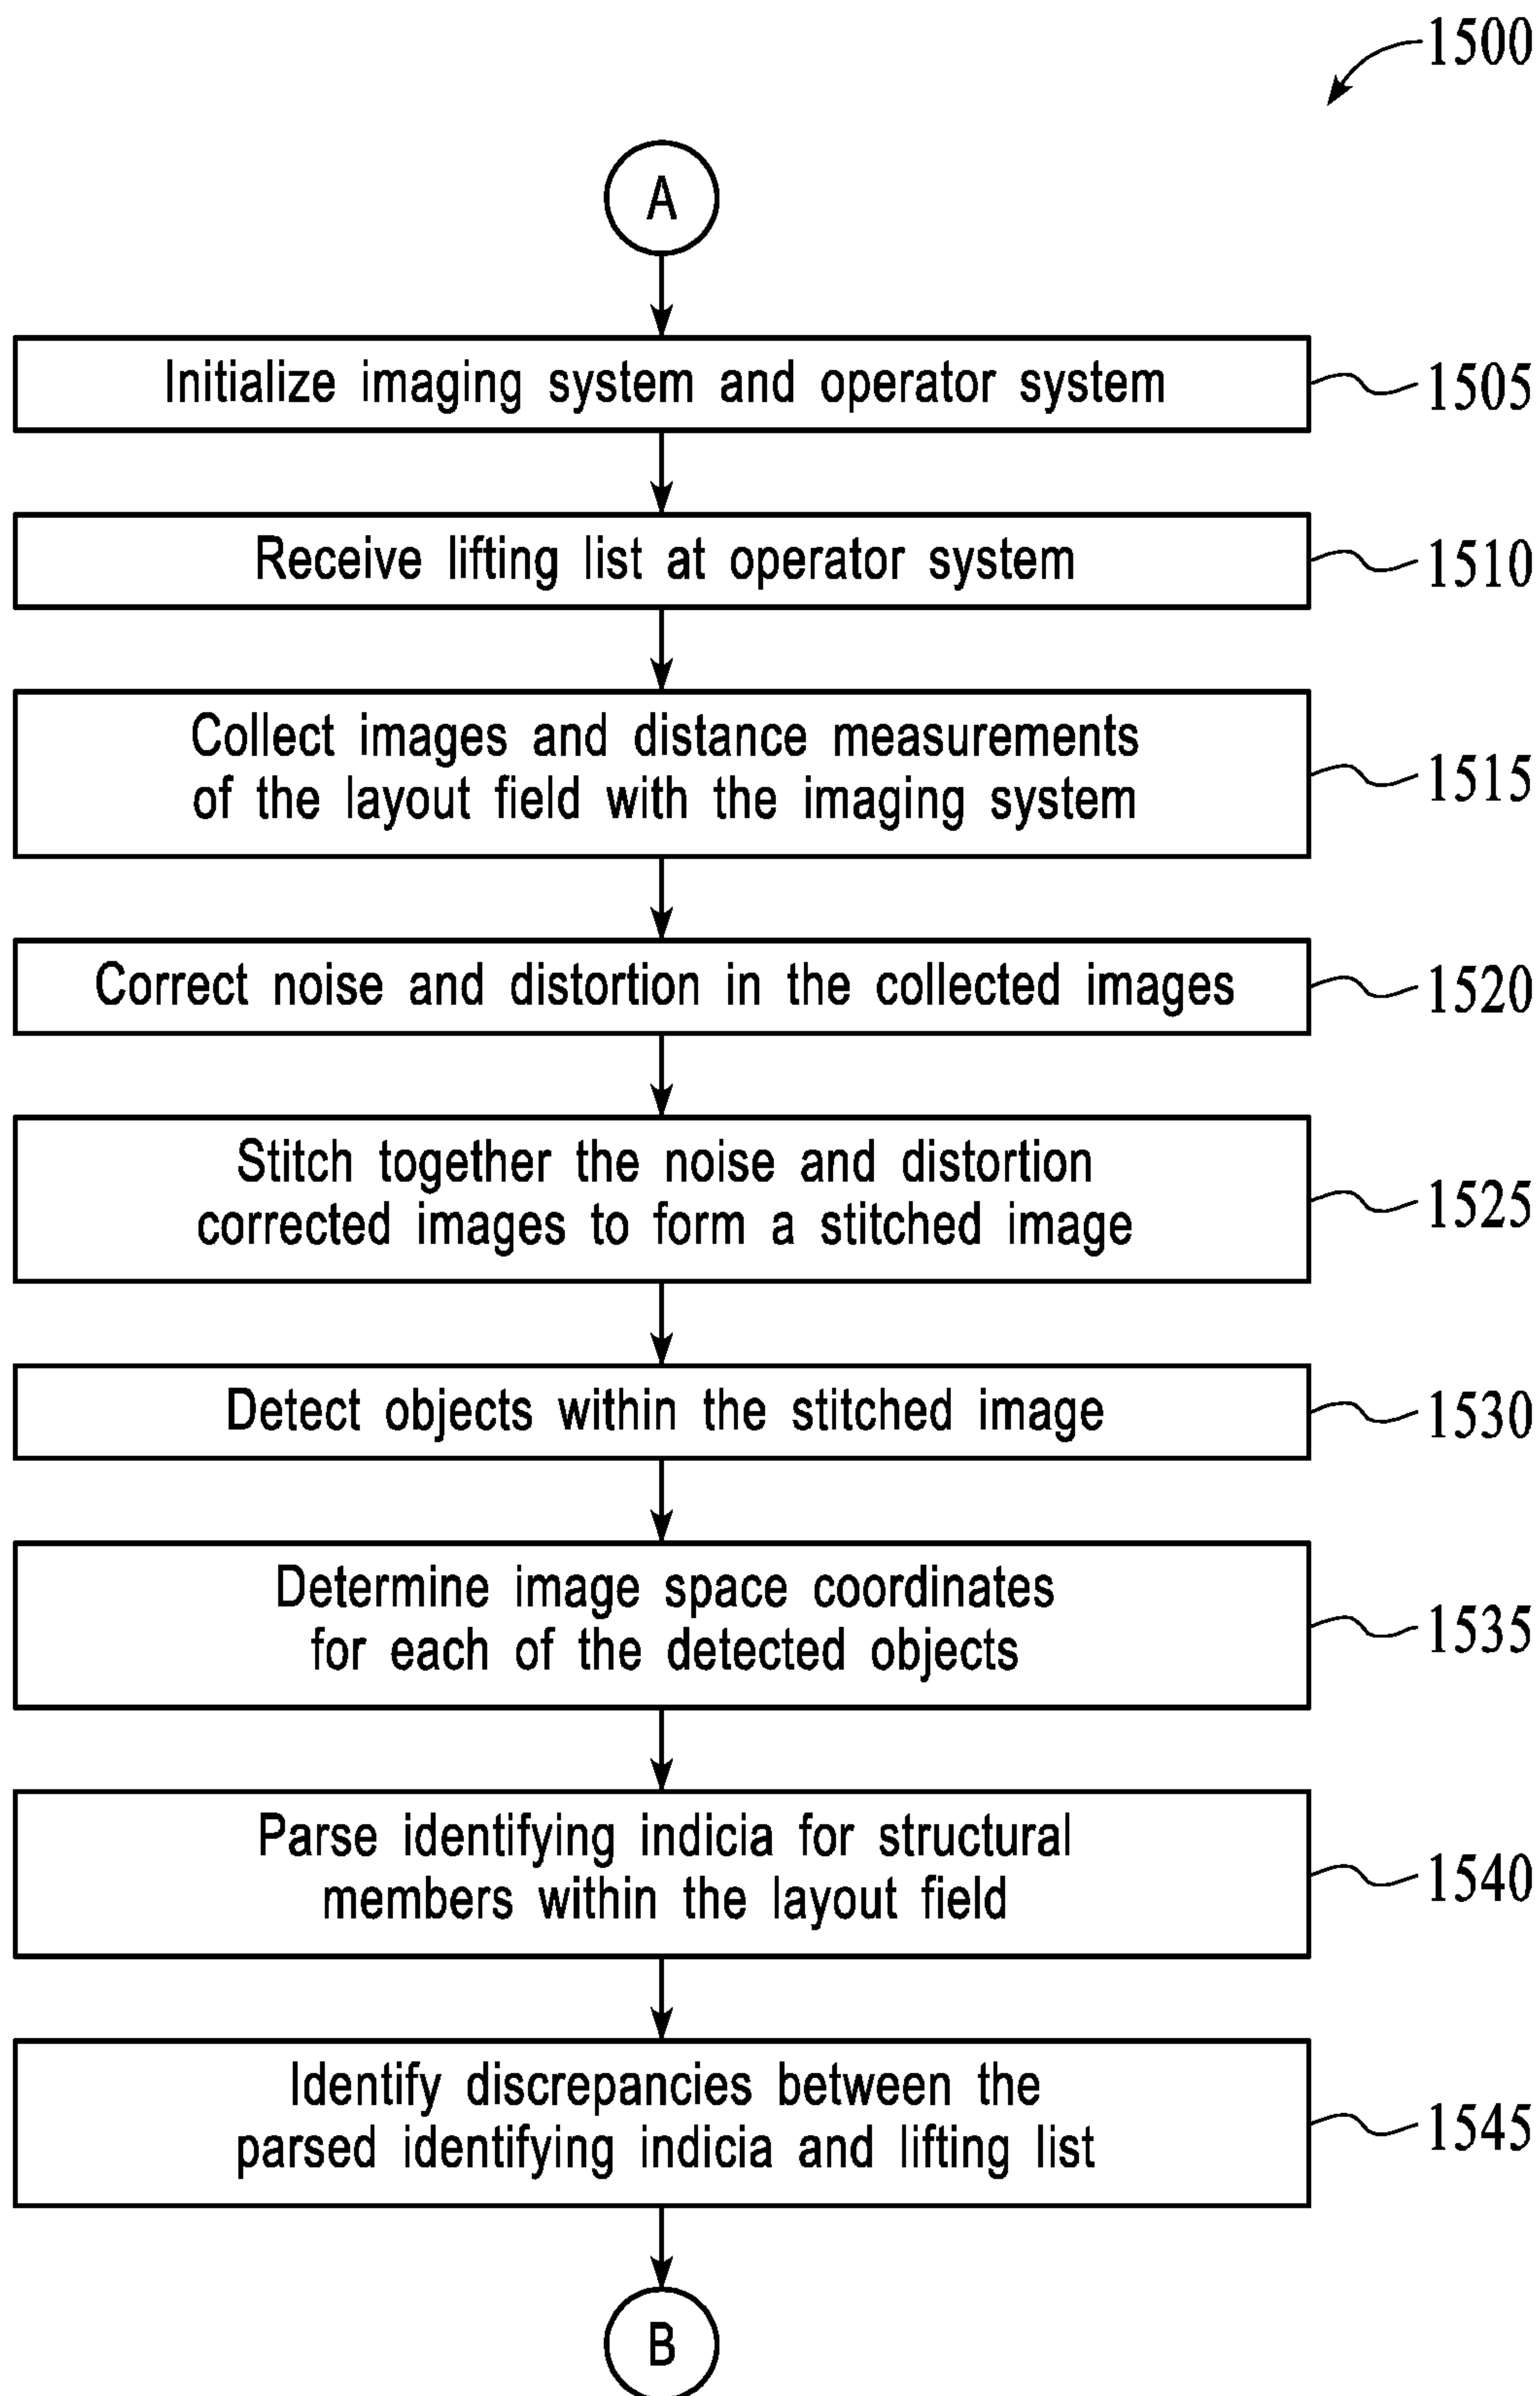 1500
A
Initialize imaging system and operator system
1505
Receive lifting list at operator system
1510
Collect images and distance measurements
of the layout field with the imaging system
1515
Correct noise and distortion in the collected images
1520
Stitch together the noise and distortion
corrected images to form a stitched image
1525
Detect objects within the stitched image
1530
Determine image space coordinates
for each of the detected objects
1535
Parse identifying indicia for structural
members within the layout field
1540
Identify discrepancies between the
parsed identifying indicia and lifting list
1545
B